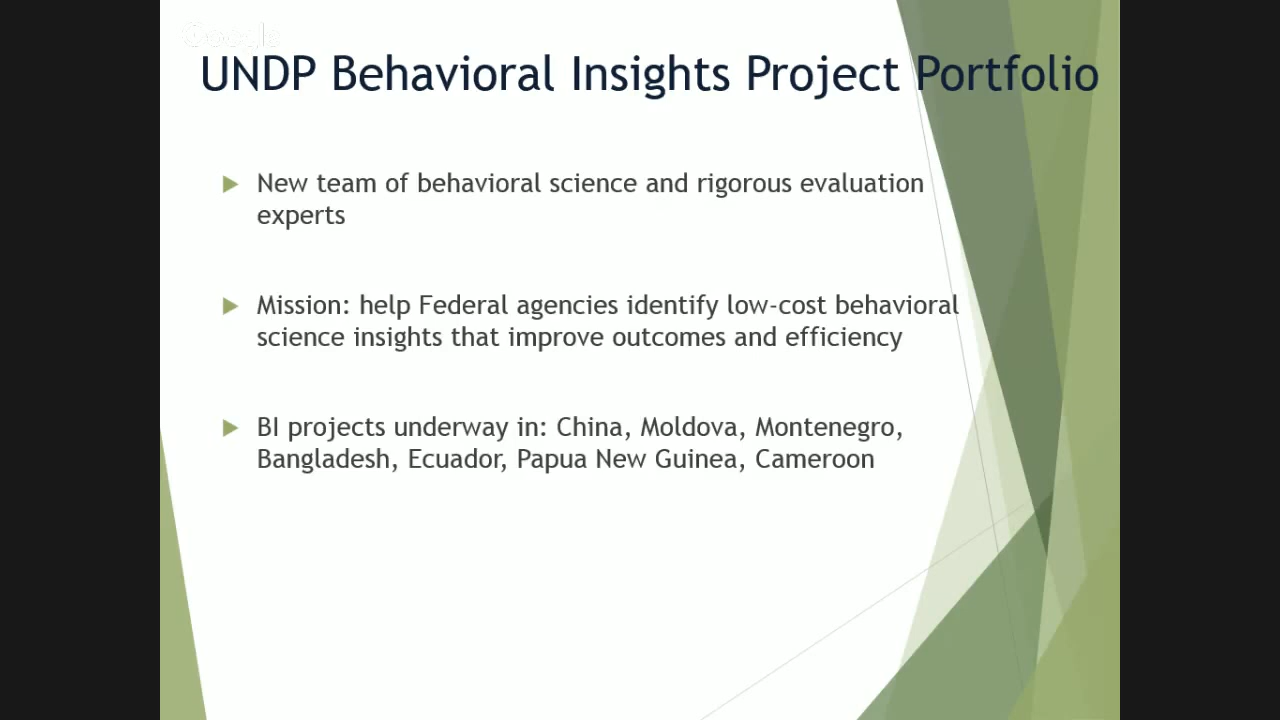 Google
UNDP Behavioral Insights Project Portfolio
New team of behavioral science and rigorous evaluation
experts
Mission: help Federal agencies identify low-cost behavioral
science insights that improve outcomes and efficiency
BI projects underway in: China, Moldova, Montenegro,
Bangladesh, Ecuador, Papua New Guinea, Cameroon